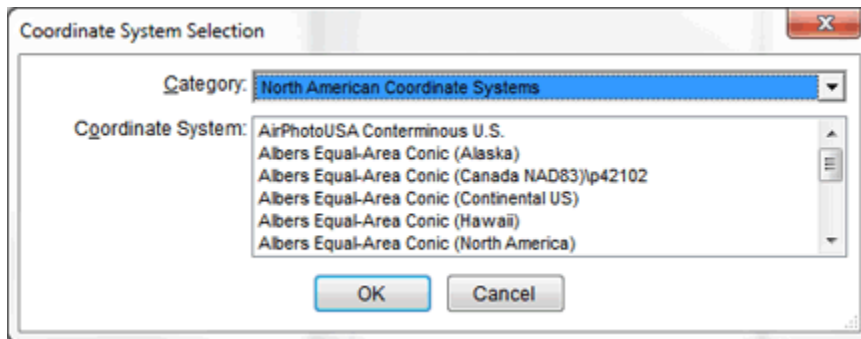 Coordinate System Selection
Category: North American Coordinate Systems
Coordinate System: AirPhotoUSA Conterminous U.S.
Albers Equal-Area Conic (Alaska)
Albers Equal-Area Conic (Canada NAD83)\p42102
Albers Equal-Area Conic (Continental US)
Albers Equal-Area Conic (Hawaii)
Albers Equal-Area Conic (North America)
OK Cancel